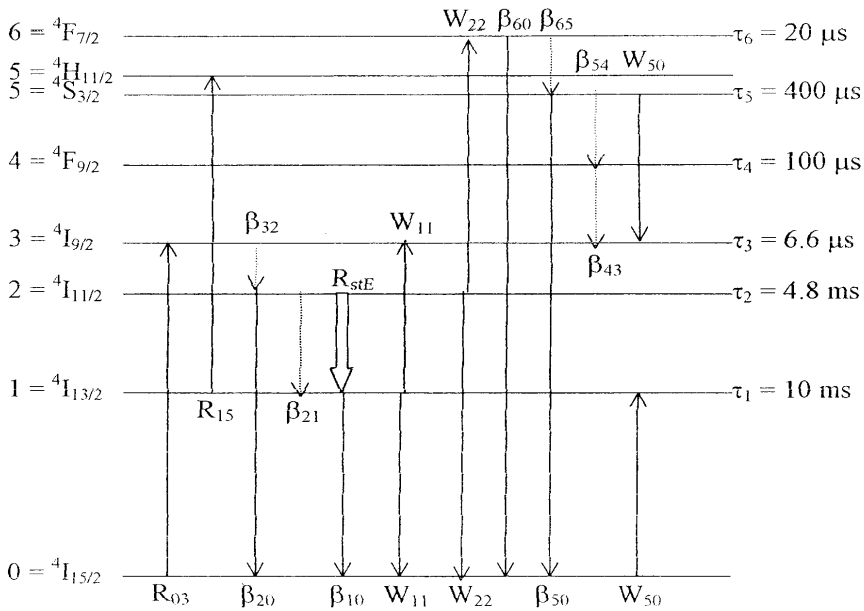 W₂₂ β₆₀ β₆₅
6 = ⁴F₇/₂ τ₆ = 20 μs
β₅₄ W₅₀
5 = ⁴H₁₁/₂
5 = ⁴S₃/₂ τ₅ = 400 μs
4 = ⁴F₉/₂ τ₄ = 100 μs
β₃₂ W₁₁
3 = ⁴I₉/₂ τ₃ = 6.6 μs
R_stE β₄₃
2 = ⁴I₁₁/₂ τ₂ = 4.8 ms
1 = ⁴I₁₃/₂ τ₁ = 10 ms
R₁₅ β₂₁
0 = ⁴I₁₅/₂
R₀₃ β₂₀ β₁₀ W₁₁ W₂₂ β₅₀ W₅₀